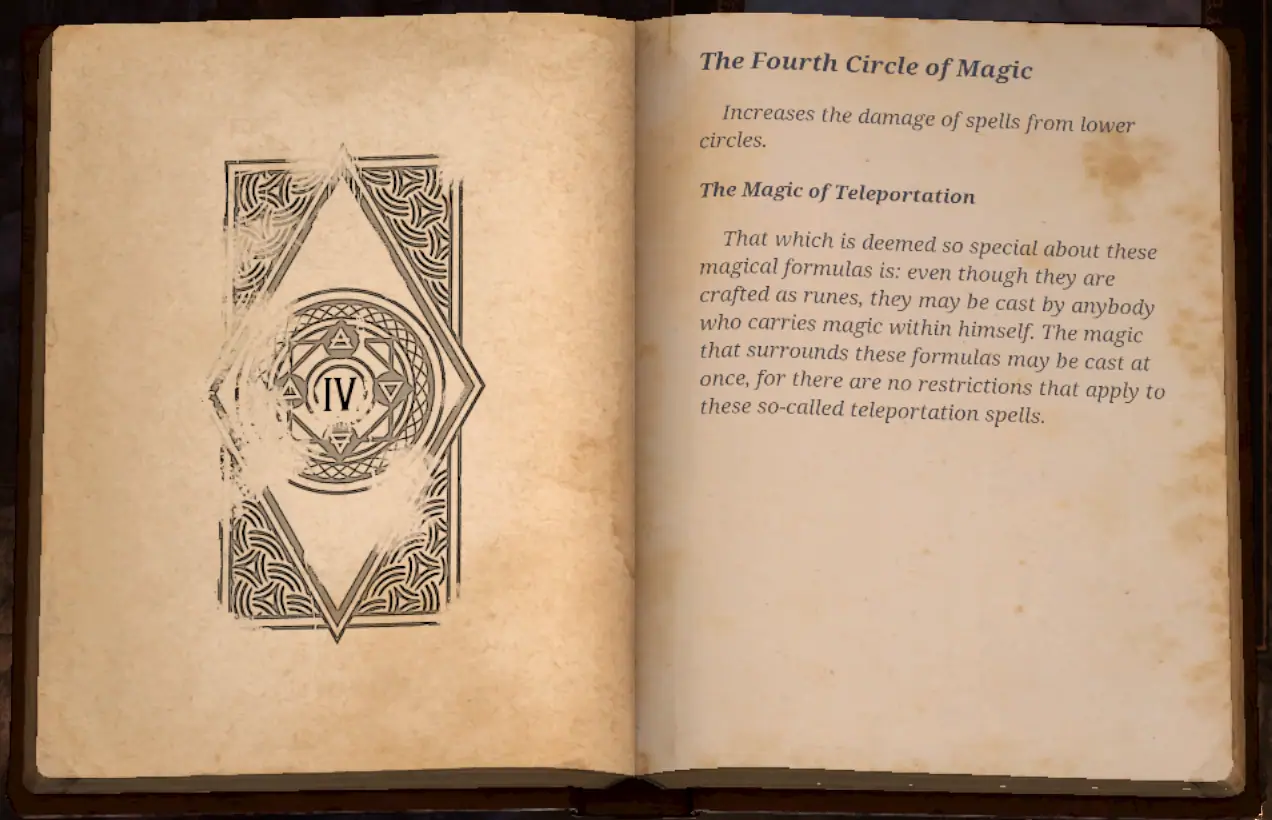 IV
The Fourth Circle of Magic
Increases the damage of spells from lower
circles.
The Magic of Teleportation
That which is deemed so special about these
magical formulas is: even though they are
crafted as runes, they may be cast by anybody
who carries magic within himself. The magic
that surrounds these formulas may be cast at
once, for there are no restrictions that apply to
these so-called teleportation spells.